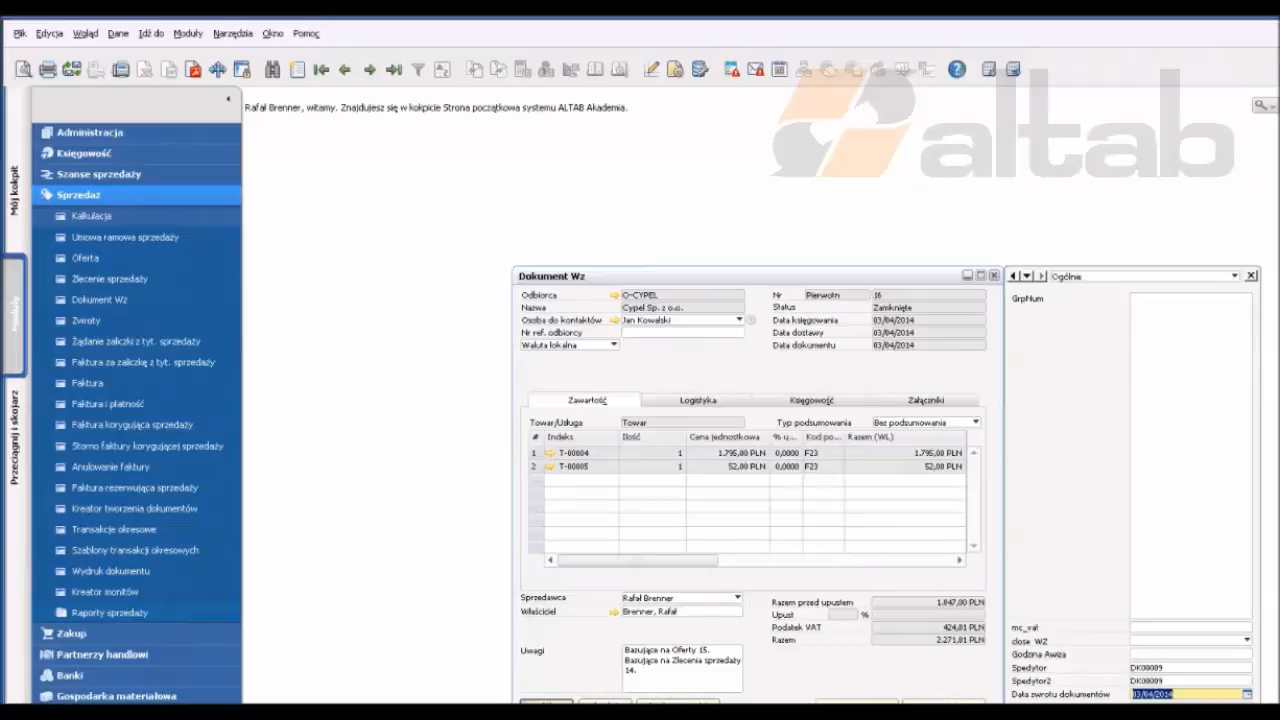 Plik Edycja Wgląd Dane Idź do Moduły Narzędzia Okno Pomoc
Rafał Brenner, witamy. Znajdujesz się w kokpicie Strona początkowa systemu ALTAB Akademia.
altab
Mój kokpit
Moduły
Przeciągnij i skojarz
Administracja
Księgowość
Szanse sprzedaży
Sprzedaż
Kalkulacja
Umowa ramowa sprzedaży
Oferta
Zlecenie sprzedaży
Dokument Wz
Zwroty
Żądanie zaliczki z tyt. sprzedaży
Faktura za zaliczkę z tyt. sprzedaży
Faktura
Faktura i płatność
Faktura korygująca sprzedaży
Storno faktury korygującej sprzedaży
Anulowanie faktury
Faktura rezerwująca sprzedaży
Kreator tworzenia dokumentów
Transakcje okresowe
Szablony transakcji okresowych
Wydruk dokumentu
Kreator monitów
Raporty sprzedaży
Zakup
Partnerzy handlowi
Banki
Gospodarka materiałowa
Dokument Wz
Odbiorca O-CYPEL Nr Pierwotn 16
Nazwa Cypel Sp. z o.o. Status Zamknięte
Osoba do kontaktów Jan Kowalski Data księgowania 03/04/2014
Nr ref. odbiorcy Data dostawy 03/04/2014
Waluta lokalna Data dokumentu 03/04/2014
Zawartość Logistyka Księgowość Załączniki
Towar/Usługa Towar Typ podsumowania Bez podsumowania
# Indeks Ilość Cena jednostkowa % u... Kod po... Razem (WL)
1 T-00004 1 1.795,00 PLN 0,0000 F23 1.795,00 PLN
2 T-00005 1 52,00 PLN 0,0000 F23 52,00 PLN
Sprzedawca Rafał Brenner
Właściciel Brenner, Rafał
Razem przed upustem 1.847,00 PLN
Upust %
Podatek VAT 424,81 PLN
Razem 2.271,81 PLN
Uwagi Bazujące na Oferty 15.
Bazujące na Zlecenia sprzedaży
14.
Ogólnie
GrpNum
mc_vat
close WZ
Godzina Awiza
Spedytor DK00009
Spedytor2 DK00009
Data zwrotu dokumentów 03/04/2014